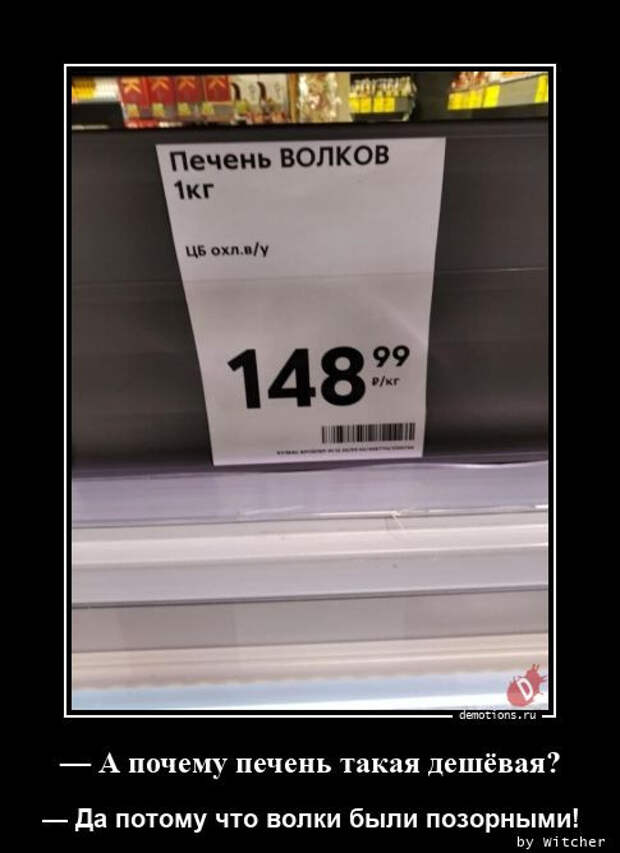 Печень ВОЛКОВ
1кг
ЦБ охл.в/у
148 99
₽/кг
demotions.ru
— А почему печень такая дешёвая?
— Да потому что волки были позорными!
by Witcher